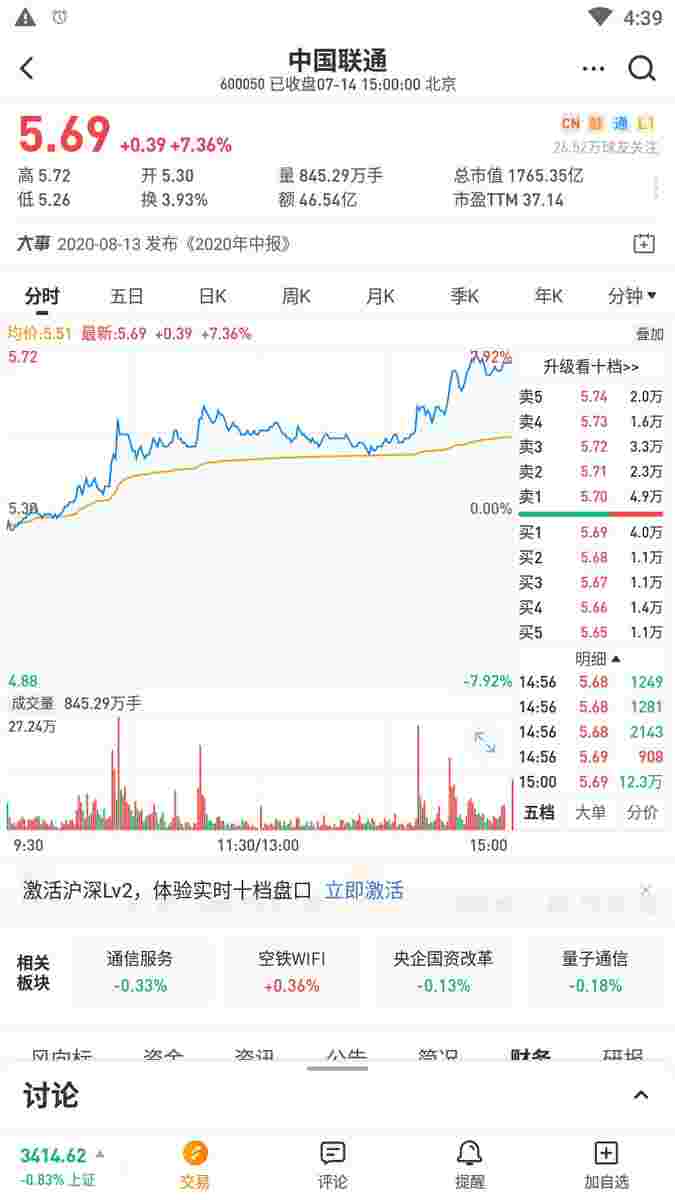 4:39
中国联通
600050 已收盘07-14 15:00:00 北京
5.69 +0.39 +7.36%
CN 融 通 L1
26.52万球友关注
高 5.72 开 5.30 量 845.29万手 总市值 1765.35亿
低 5.26 换 3.93% 额 46.54亿 市盈TTM 37.14
大事 2020-08-13 发布《2020年中报》
分时 五日 日K 周K 月K 季K 年K 分钟▼
均价:5.51 最新:5.69 +0.39 +7.36% 叠加
5.72 7.92%
5.30 0.00%
4.88 -7.92%
升级看十档>>
卖5 5.74 2.0万
卖4 5.73 1.6万
卖3 5.72 3.3万
卖2 5.71 2.3万
卖1 5.70 4.9万
买1 5.69 4.0万
买2 5.68 1.1万
买3 5.67 1.1万
买4 5.66 1.4万
买5 5.65 1.1万
明细▲
14:56 5.68 1249
14:56 5.68 1281
14:56 5.68 2143
14:56 5.69 908
15:00 5.69 12.3万
五档 大单 分价
成交量 845.29万手
27.24万
9:30 11:30/13:00 15:00
激活沪深Lv2，体验实时十档盘口 立即激活
相关板块
通信服务 空铁WIFI 央企国资改革 量子通信
-0.33% +0.36% -0.13% -0.18%
风向标 资金 资讯 公告 简况 财务 研报
讨论
3414.62
-0.83% 上证
交易 评论 提醒 加自选